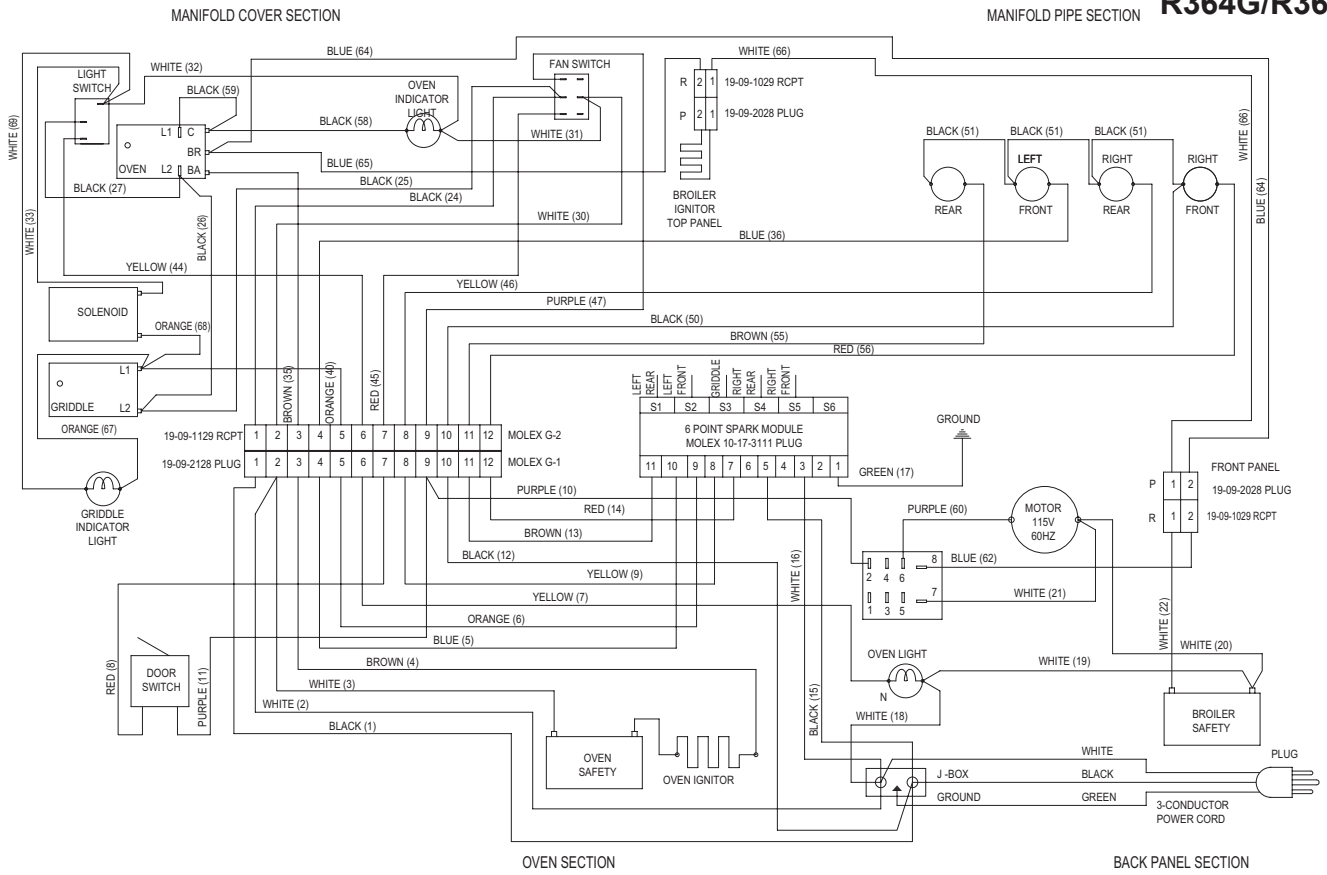 MANIFOLD COVER SECTION
MANIFOLD PIPE SECTION
R364G/R36
BLUE (64)
WHITE (66)
FAN SWITCH
LIGHT
SWITCH
WHITE (32)
OVEN
INDICATOR
LIGHT
BLACK (59)
R 2 1 19-09-1029 RCPT
P 2 1 19-09-2028 PLUG
WHITE (69)
L1 C
BLACK (58)
WHITE (31)
BR
OVEN L2 BA
BLUE (65)
BLACK (27)
BLACK (25)
BLACK (24)
BLACK (51)
BLACK (51)
BLACK (51)
WHITE (66)
BLUE (64)
REAR
LEFT
FRONT
RIGHT
REAR
RIGHT
FRONT
BROILER
IGNITOR
TOP PANEL
WHITE (33)
BLACK (26)
WHITE (30)
BLUE (36)
YELLOW (44)
YELLOW (46)
PURPLE (47)
SOLENOID
BLACK (50)
ORANGE (68)
BROWN (55)
RED (56)
L1
GRIDDLE L2
BROWN (35)
ORANGE (40)
RED (45)
ORANGE (67)
LEFT
REAR
LEFT
FRONT
GRIDDLE
RIGHT
REAR
RIGHT
FRONT
S1 S2 S3 S4 S5 S6
6 POINT SPARK MODULE
MOLEX 10-17-3111 PLUG
11 10 9 8 7 6 5 4 3 2 1
GROUND
GREEN (17)
19-09-1129 RCPT 1 2 3 4 5 6 7 8 9 10 11 12 MOLEX G-2
19-09-2128 PLUG 1 2 3 4 5 6 7 8 9 10 11 12 MOLEX G-1
GRIDDLE
INDICATOR
LIGHT
PURPLE (10)
RED (14)
BROWN (13)
BLACK (12)
YELLOW (9)
YELLOW (7)
ORANGE (6)
BLUE (5)
BROWN (4)
WHITE (3)
WHITE (2)
BLACK (1)
PURPLE (60)
MOTOR
115V
60HZ
FRONT PANEL
P 1 2 19-09-2028 PLUG
R 1 2 19-09-1029 RCPT
2 4 6 8
BLUE (62)
1 3 5 7
WHITE (21)
WHITE (16)
WHITE (22)
WHITE (20)
OVEN LIGHT
N
WHITE (19)
WHITE (18)
BLACK (15)
RED (8)
DOOR
SWITCH
PURPLE (11)
OVEN
SAFETY
OVEN IGNITOR
BROILER
SAFETY
PLUG
WHITE
J -BOX BLACK
GROUND GREEN
3-CONDUCTOR
POWER CORD
OVEN SECTION
BACK PANEL SECTION